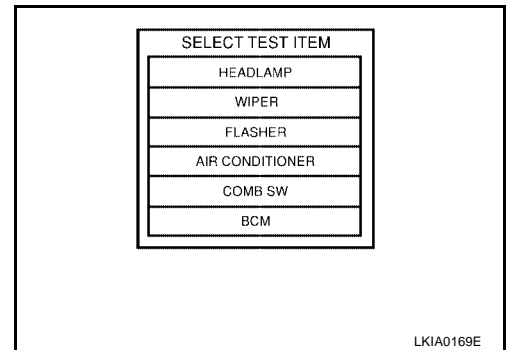 SELECT TEST ITEM
HEADLAMP
WIPER
FLASHER
AIR CONDITIONER
COMB SW
BCM
LKIA0169E